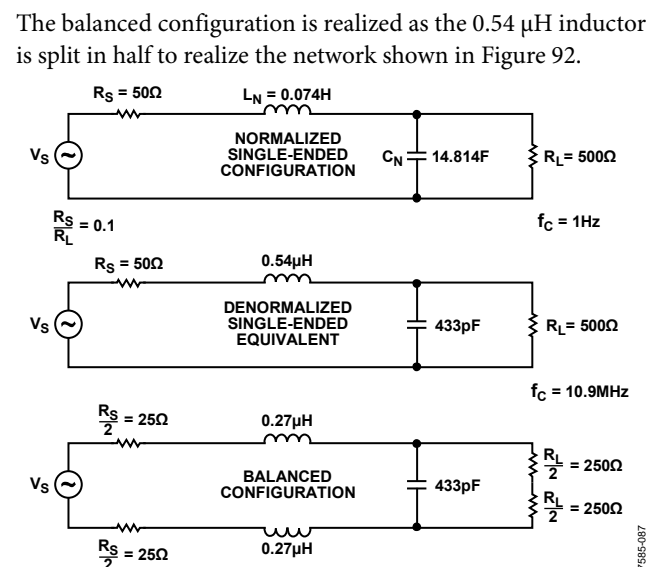 The balanced configuration is realized as the 0.54 μH inductor
is split in half to realize the network shown in Figure 92.
RS = 50Ω
LN = 0.074H
VS
NORMALIZED
SINGLE-ENDED
CONFIGURATION
CN
14.814F
RL= 500Ω
RS
RL
= 0.1
fC = 1Hz
RS = 50Ω
0.54μH
VS
DENORMALIZED
SINGLE-ENDED
EQUIVALENT
433pF
RL= 500Ω
fC = 10.9MHz
RS
2
= 25Ω
0.27μH
VS
BALANCED
CONFIGURATION
433pF
RL
2
= 250Ω
RL
2
= 250Ω
RS
2
= 25Ω
0.27μH
7585-087